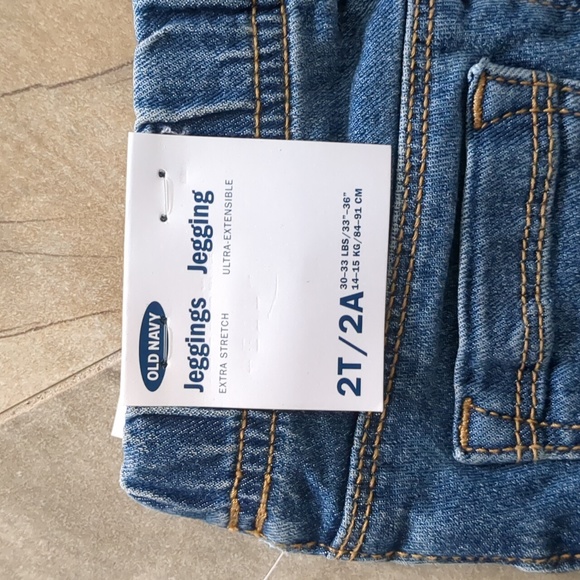 OLD NAVY
Jeggings Jegging
EXTRA STRETCH ULTRA-EXTENSIBLE
2T/2A 30-33 LBS/33"-36"
14-15 KG/84-91 CM